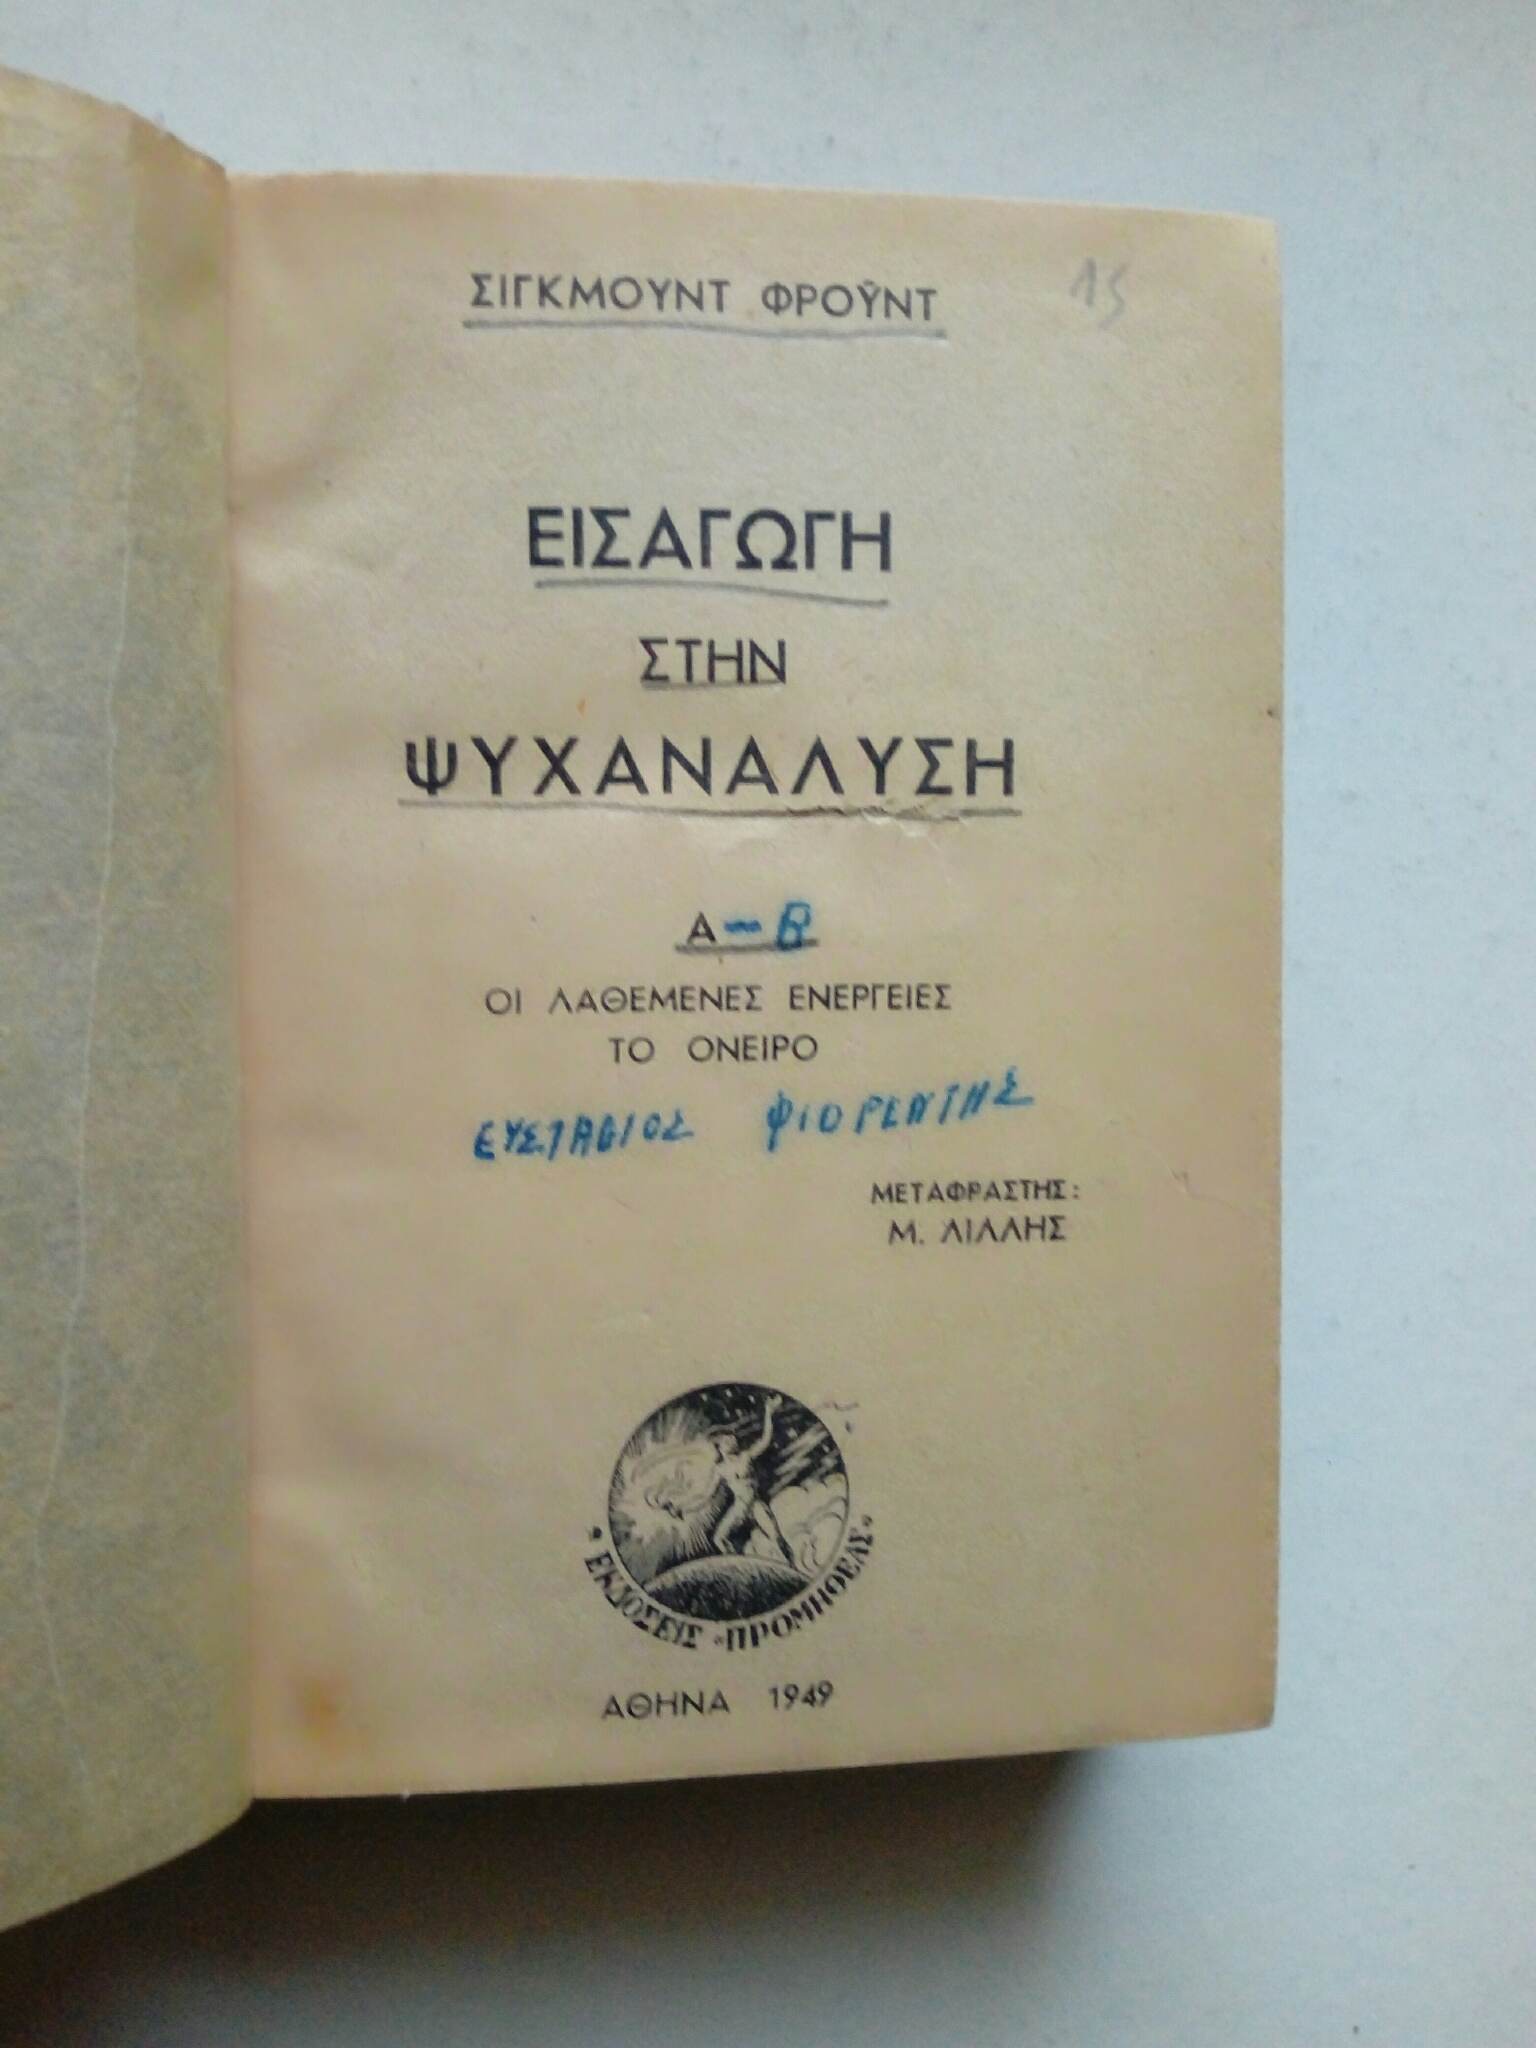 ΣΙΓΚΜΟΥΝΤ ΦΡΟΫΝΤ
15
ΕΙΣΑΓΩΓΗ
ΣΤΗΝ
ΨΥΧΑΝΑΛΥΣΗ
Α - Β
ΟΙ ΛΑΘΕΜΕΝΕΣ ΕΝΕΡΓΕΙΕΣ
ΤΟ ΟΝΕΙΡΟ
ΕΥΣΤΑΘΙΟΣ ΦΙΟΡΕΝΤΗΣ
ΜΕΤΑΦΡΑΣΤΗΣ:
Μ. ΛΙΛΛΗΣ
ΕΚΔΟΣΕΙΣ «ΠΡΟΜΗΘΕΑΣ»
ΑΘΗΝΑ 1949